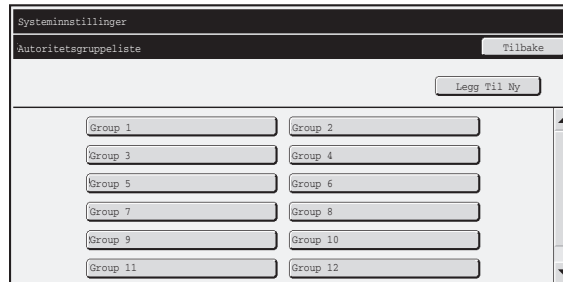 Systeminnstillinger
Autoritetsgruppeliste Tilbake
Legg Til Ny
Group 1 Group 2
Group 3 Group 4
Group 5 Group 6
Group 7 Group 8
Group 9 Group 10
Group 11 Group 12